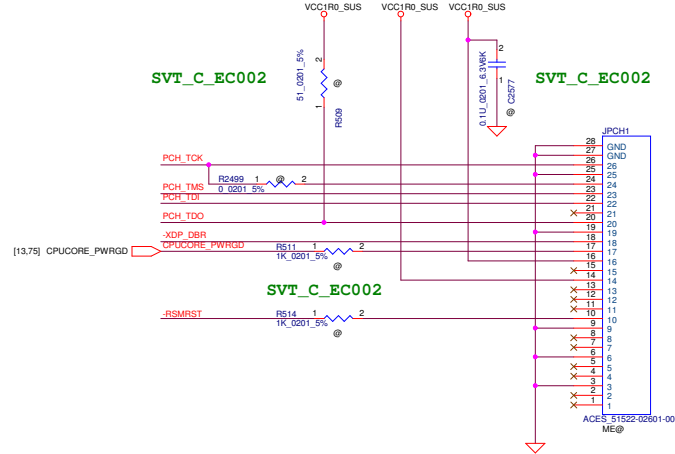 VCC1R0_SUS
VCC1R0_SUS
VCC1R0_SUS
SVT_C_EC002
51_0201_5%
2
1
@
R509
0.1U_0201_6.3V6K
2
1
@ C2577
SVT_C_EC002
JPCH1
PCH_TCK
R2499
0_0201_5%
1
@
2
PCH_TMS
PCH_TDI
PCH_TDO
-XDP_DBR
[13,75] CPUCORE_PWRGD
CPUCORE_PWRGD
R511
1K_0201_5%
1
2
@
SVT_C_EC002
-RSMRST
R514
1K_0201_5%
1
2
@
28 GND
27 GND
26 26
25 25
24 24
23 23
22 22
21 21
20 20
19 19
18 18
17 17
16 16
15 15
14 14
13 13
12 12
11 11
10 10
9 9
8 8
7 7
6 6
5 5
4 4
3 3
2 2
1 1
ACES_51522-02601-00
ME@